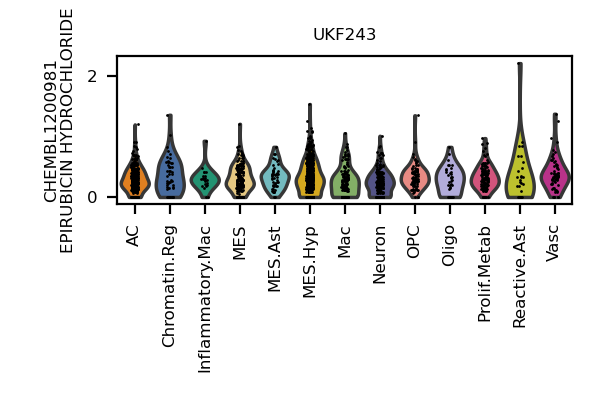 UKF243
CHEMBL1200981
EPIRUBICIN HYDROCHLORIDE
2
0
AC
Chromatin.Reg
Inflammatory.Mac
MES
MES.Ast
MES.Hyp
Mac
Neuron
OPC
Oligo
Prolif.Metab
Reactive.Ast
Vasc